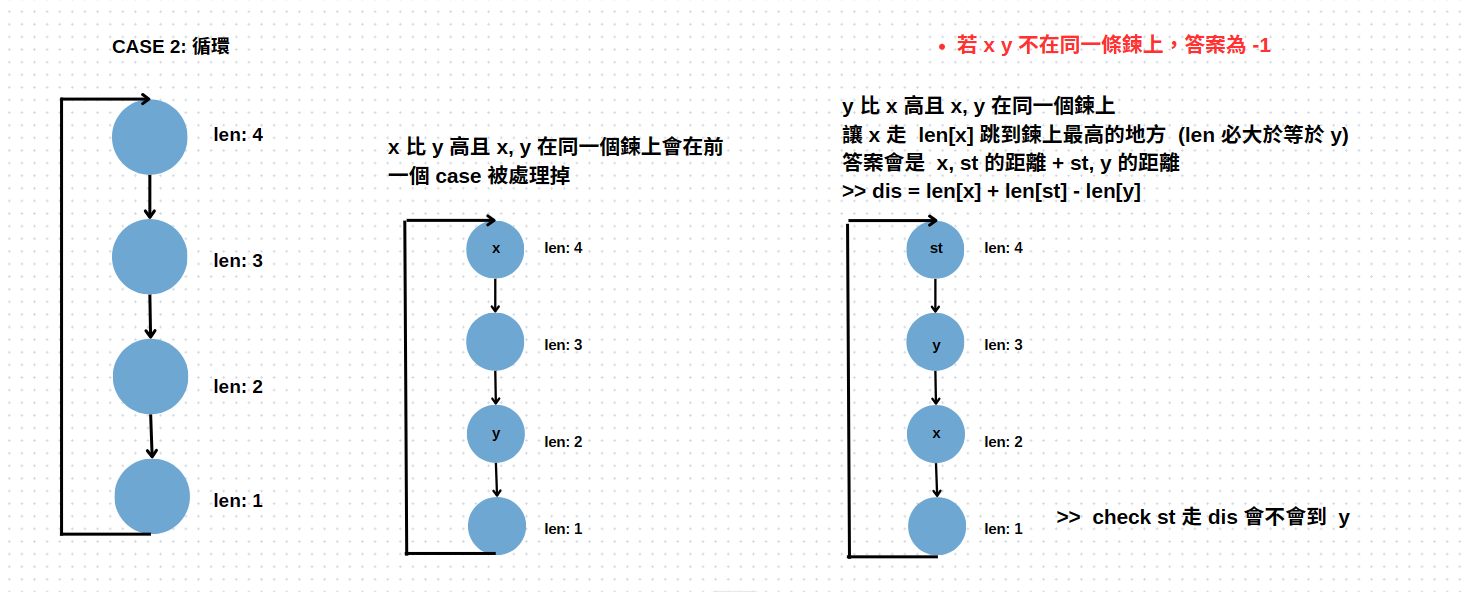 CASE 2: 循環
len: 4
len: 3
len: 2
len: 1
x 比 y 高且 x, y 在同一個鍊上會在前
一個 case 被處理掉
x
len: 4
len: 3
y
len: 2
len: 1
• 若 x y 不在同一條鍊上，答案為 -1
y 比 x 高且 x, y 在同一個鍊上
讓 x 走 len[x] 跳到鍊上最高的地方 (len 必大於等於 y)
答案會是 x, st 的距離 + st, y 的距離
>> dis = len[x] + len[st] - len[y]
st
len: 4
y
len: 3
x
len: 2
len: 1
>> check st 走 dis 會不會到 y